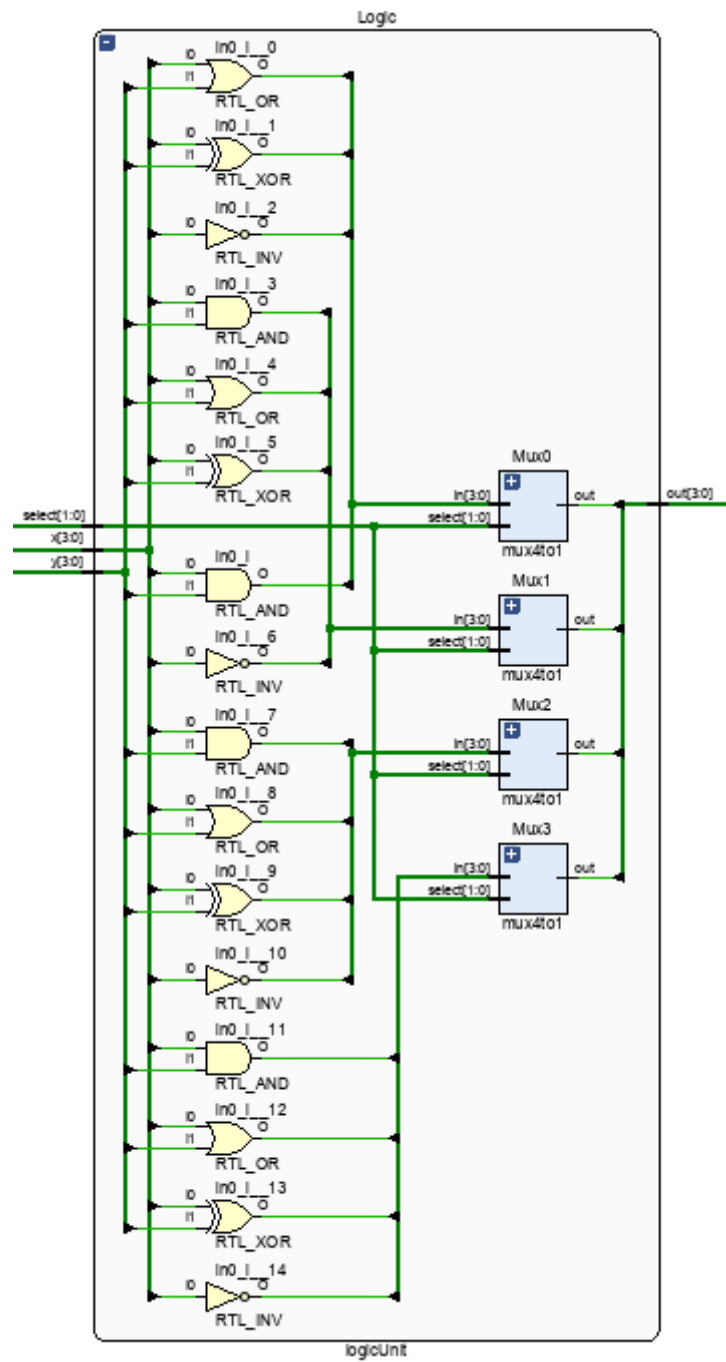 Logic
In0_i__0
I0
I1
O
RTL_OR
In0_i__1
I0
I1
O
RTL_XOR
In0_i__2
I0
O
RTL_INV
In0_i__3
I0
I1
O
RTL_AND
In0_i__4
I0
I1
O
RTL_OR
In0_i__5
I0
I1
O
RTL_XOR
select[1:0]
x[3:0]
y[3:0]
In0_i
I0
I1
O
RTL_AND
In0_i__6
I0
O
RTL_INV
In0_i__7
I0
I1
O
RTL_AND
In0_i__8
I0
I1
O
RTL_OR
In0_i__9
I0
I1
O
RTL_XOR
In0_i__10
I0
O
RTL_INV
In0_i__11
I0
I1
O
RTL_AND
In0_i__12
I0
I1
O
RTL_OR
In0_i__13
I0
I1
O
RTL_XOR
In0_i__14
I0
O
RTL_INV
Mux0
In[3:0]
select[1:0]
out
mux4to1
Mux1
In[3:0]
select[1:0]
out
mux4to1
Mux2
In[3:0]
select[1:0]
out
mux4to1
Mux3
In[3:0]
select[1:0]
out
mux4to1
out[3:0]
logicUnit